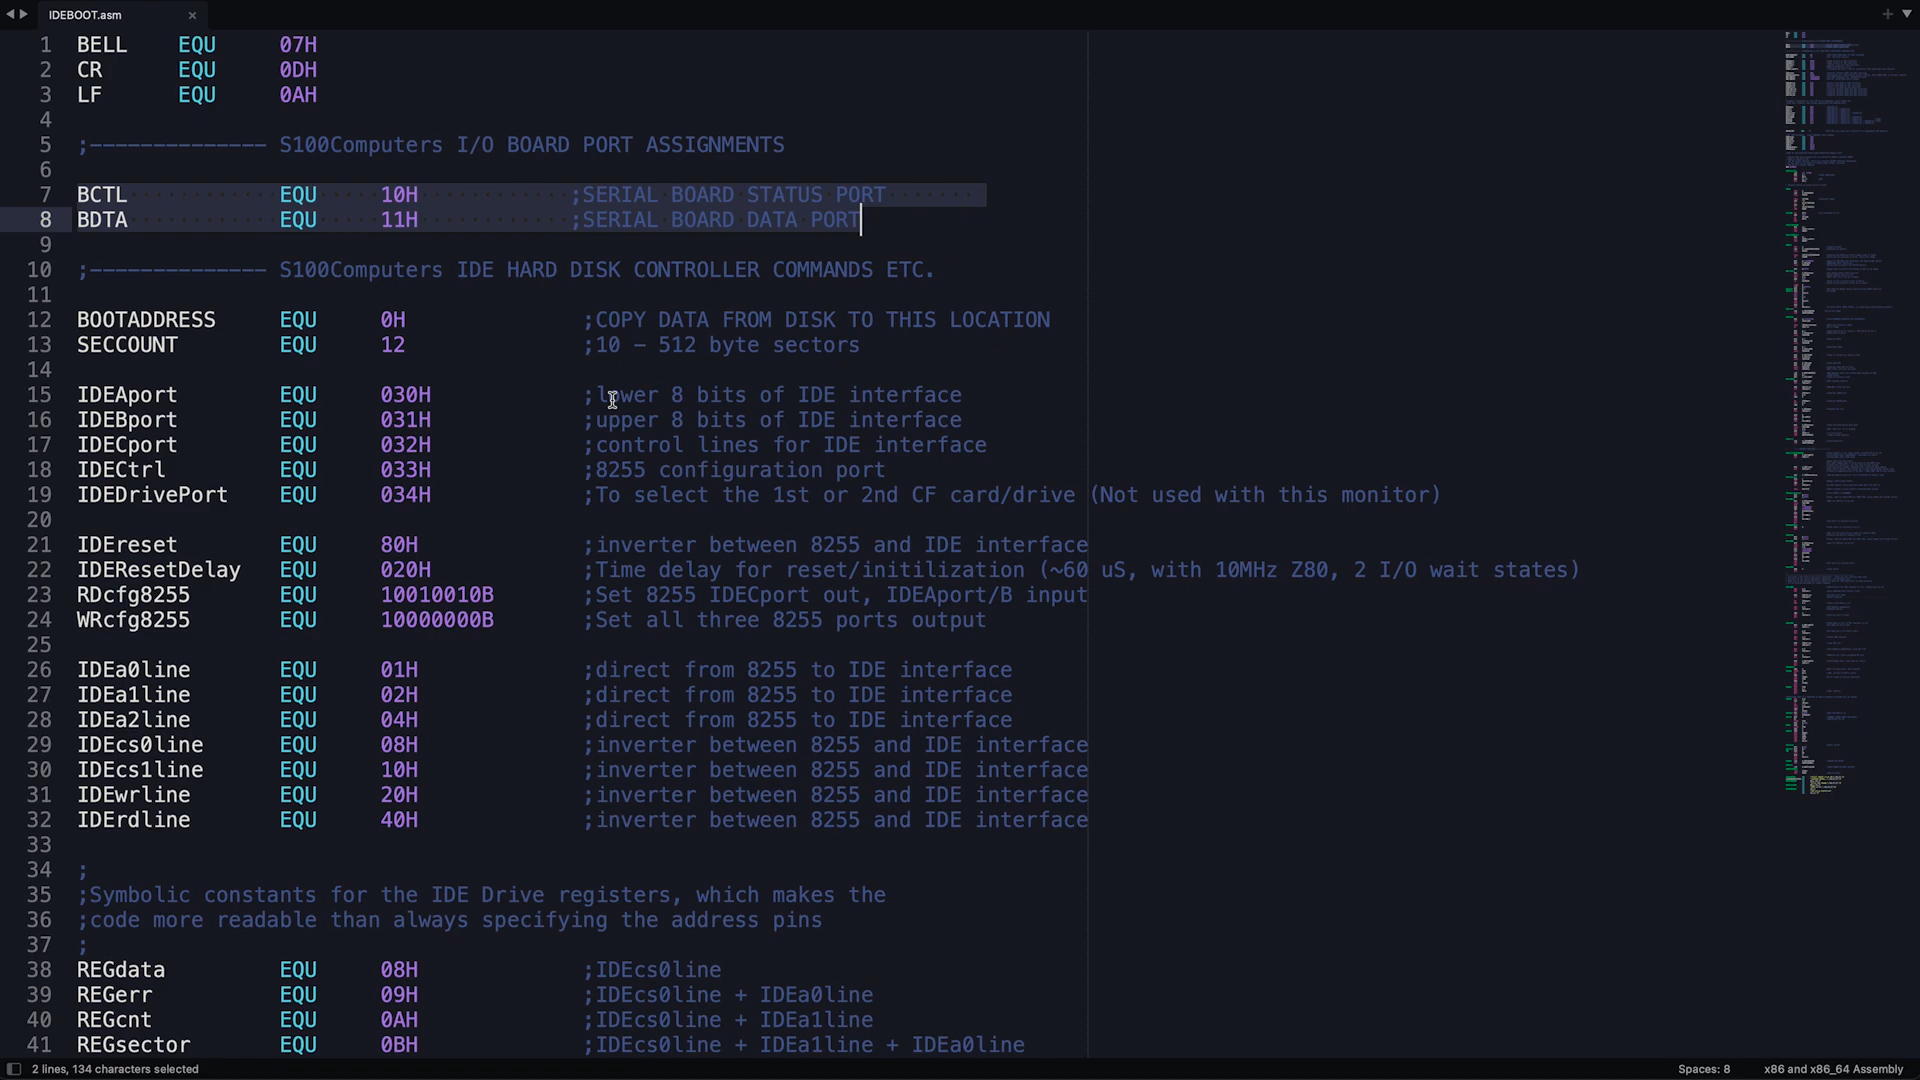 IDEBOOT.asm
1 BELL EQU 07H
2 CR EQU 0DH
3 LF EQU 0AH
4
5 ;-------------- S100Computers I/O BOARD PORT ASSIGNMENTS
6
7 BCTL EQU 10H ;SERIAL BOARD STATUS PORT
8 BDTA EQU 11H ;SERIAL BOARD DATA PORT
9
10 ;-------------- S100Computers IDE HARD DISK CONTROLLER COMMANDS ETC.
11
12 BOOTADDRESS EQU 0H ;COPY DATA FROM DISK TO THIS LOCATION
13 SECCOUNT EQU 12 ;10 - 512 byte sectors
14
15 IDEAport EQU 030H ;lower 8 bits of IDE interface
16 IDEBport EQU 031H ;upper 8 bits of IDE interface
17 IDECport EQU 032H ;control lines for IDE interface
18 IDECtrl EQU 033H ;8255 configuration port
19 IDEDrivePort EQU 034H ;To select the 1st or 2nd CF card/drive (Not used with this monitor)
20
21 IDEreset EQU 80H ;inverter between 8255 and IDE interface
22 IDEResetDelay EQU 020H ;Time delay for reset/initilization (~60 uS, with 10MHz Z80, 2 I/O wait states)
23 RDcfg8255 EQU 10010010B ;Set 8255 IDECport out, IDEAport/B input
24 WRcfg8255 EQU 10000000B ;Set all three 8255 ports output
25
26 IDEa0line EQU 01H ;direct from 8255 to IDE interface
27 IDEa1line EQU 02H ;direct from 8255 to IDE interface
28 IDEa2line EQU 04H ;direct from 8255 to IDE interface
29 IDEcs0line EQU 08H ;inverter between 8255 and IDE interface
30 IDEcs1line EQU 10H ;inverter between 8255 and IDE interface
31 IDEwrline EQU 20H ;inverter between 8255 and IDE interface
32 IDErdline EQU 40H ;inverter between 8255 and IDE interface
33
34 ;
35 ;Symbolic constants for the IDE Drive registers, which makes the
36 ;code more readable than always specifying the address pins
37 ;
38 REGdata EQU 08H ;IDEcs0line
39 REGerr EQU 09H ;IDEcs0line + IDEa0line
40 REGcnt EQU 0AH ;IDEcs0line + IDEa1line
41 REGsector EQU 0BH ;IDEcs0line + IDEa1line + IDEa0line
2 lines, 134 characters selected Spaces: 8 x86 and x86_64 Assembly